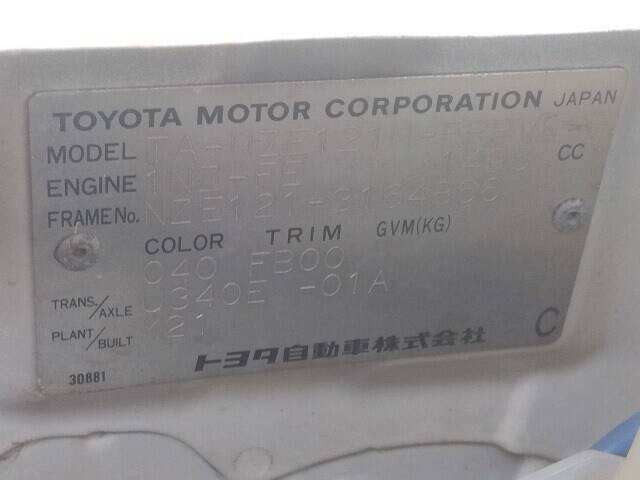 TOYOTA MOTOR CORPORATION JAPAN
MODEL
ENGINE 1NZ-FE CC
FRAME No. NZE121-3164866
COLOR TRIM GVM(KG)
040 FB00
TRANS./AXLE U340E -01A
PLANT/BUILT
トヨタ自動車株式会社 C
30881